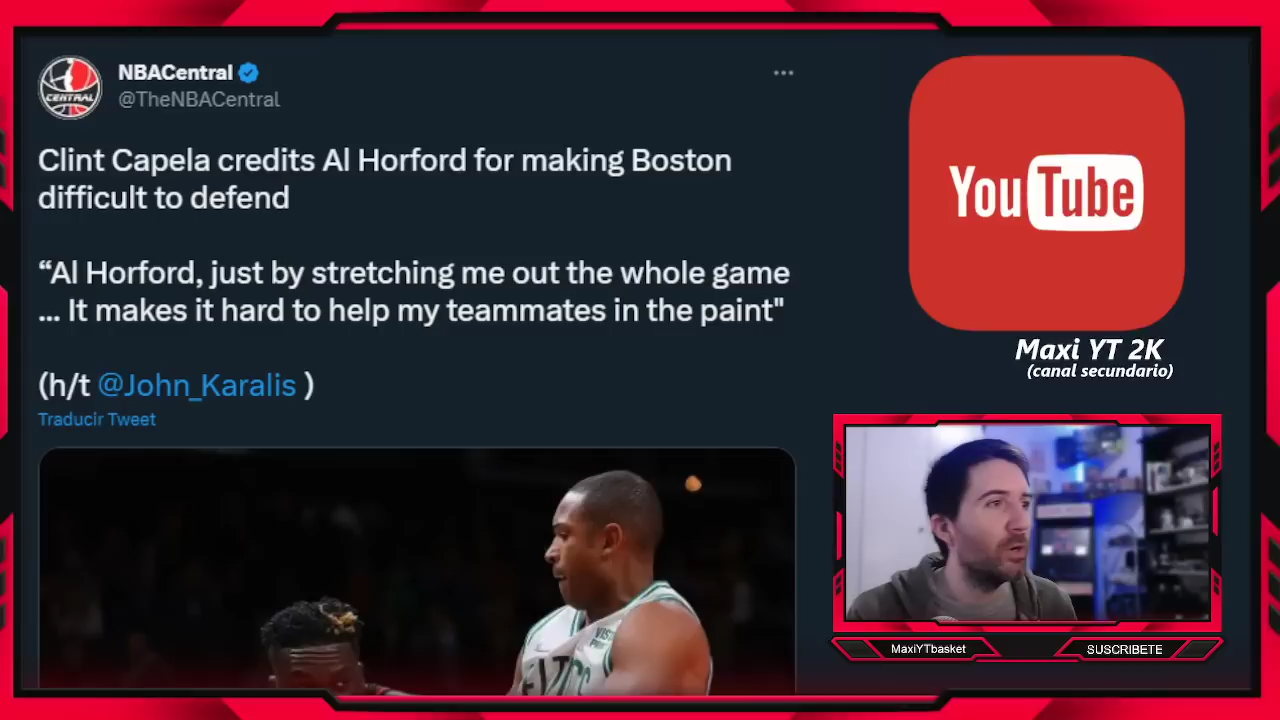 NBACentral
@TheNBACentral
Clint Capela credits Al Horford for making Boston
difficult to defend
“Al Horford, just by stretching me out the whole game
... It makes it hard to help my teammates in the paint"
(h/t @John_Karalis )
Traducir Tweet
CENTRAL
YouTube
Maxi YT 2K
(canal secundario)
MaxiYTbasket
SUSCRIBETE